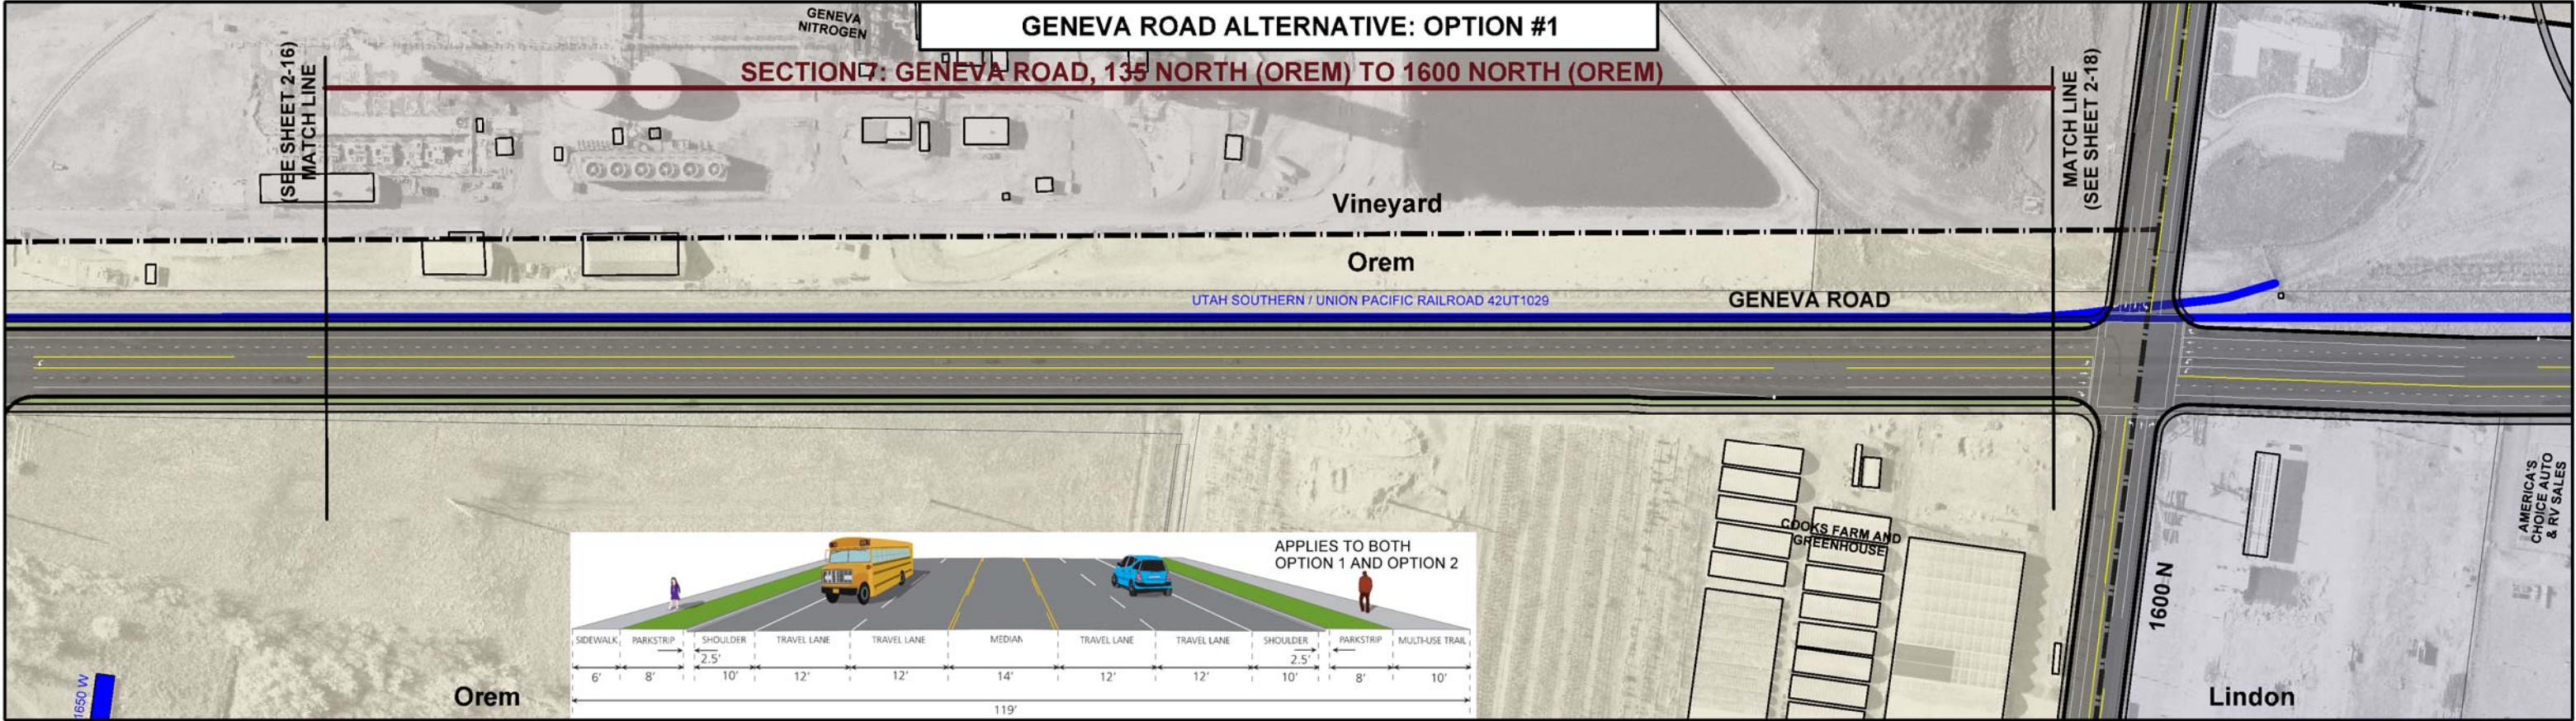 GENEVA
NITROGEN
GENEVA ROAD ALTERNATIVE: OPTION #1
SECTION 7: GENEVA ROAD, 135 NORTH (OREM) TO 1600 NORTH (OREM)
(SEE SHEET 2-16)
MATCH LINE
MATCH LINE
(SEE SHEET 2-18)
Vineyard
Orem
UTAH SOUTHERN / UNION PACIFIC RAILROAD 42UT1029
GENEVA ROAD
COOKS FARM AND
GREENHOUSE
AMERICA'S
CHOICE AUTO
& RV SALES
1600 N
APPLIES TO BOTH
OPTION 1 AND OPTION 2
SIDEWALK PARKSTRIP SHOULDER TRAVEL LANE TRAVEL LANE MEDIAN TRAVEL LANE TRAVEL LANE SHOULDER PARKSTRIP MULTI-USE TRAIL
2.5' 2.5'
6' 8' 10' 12' 12' 14' 12' 12' 10' 8' 10'
119'
1650 W
Orem
Lindon